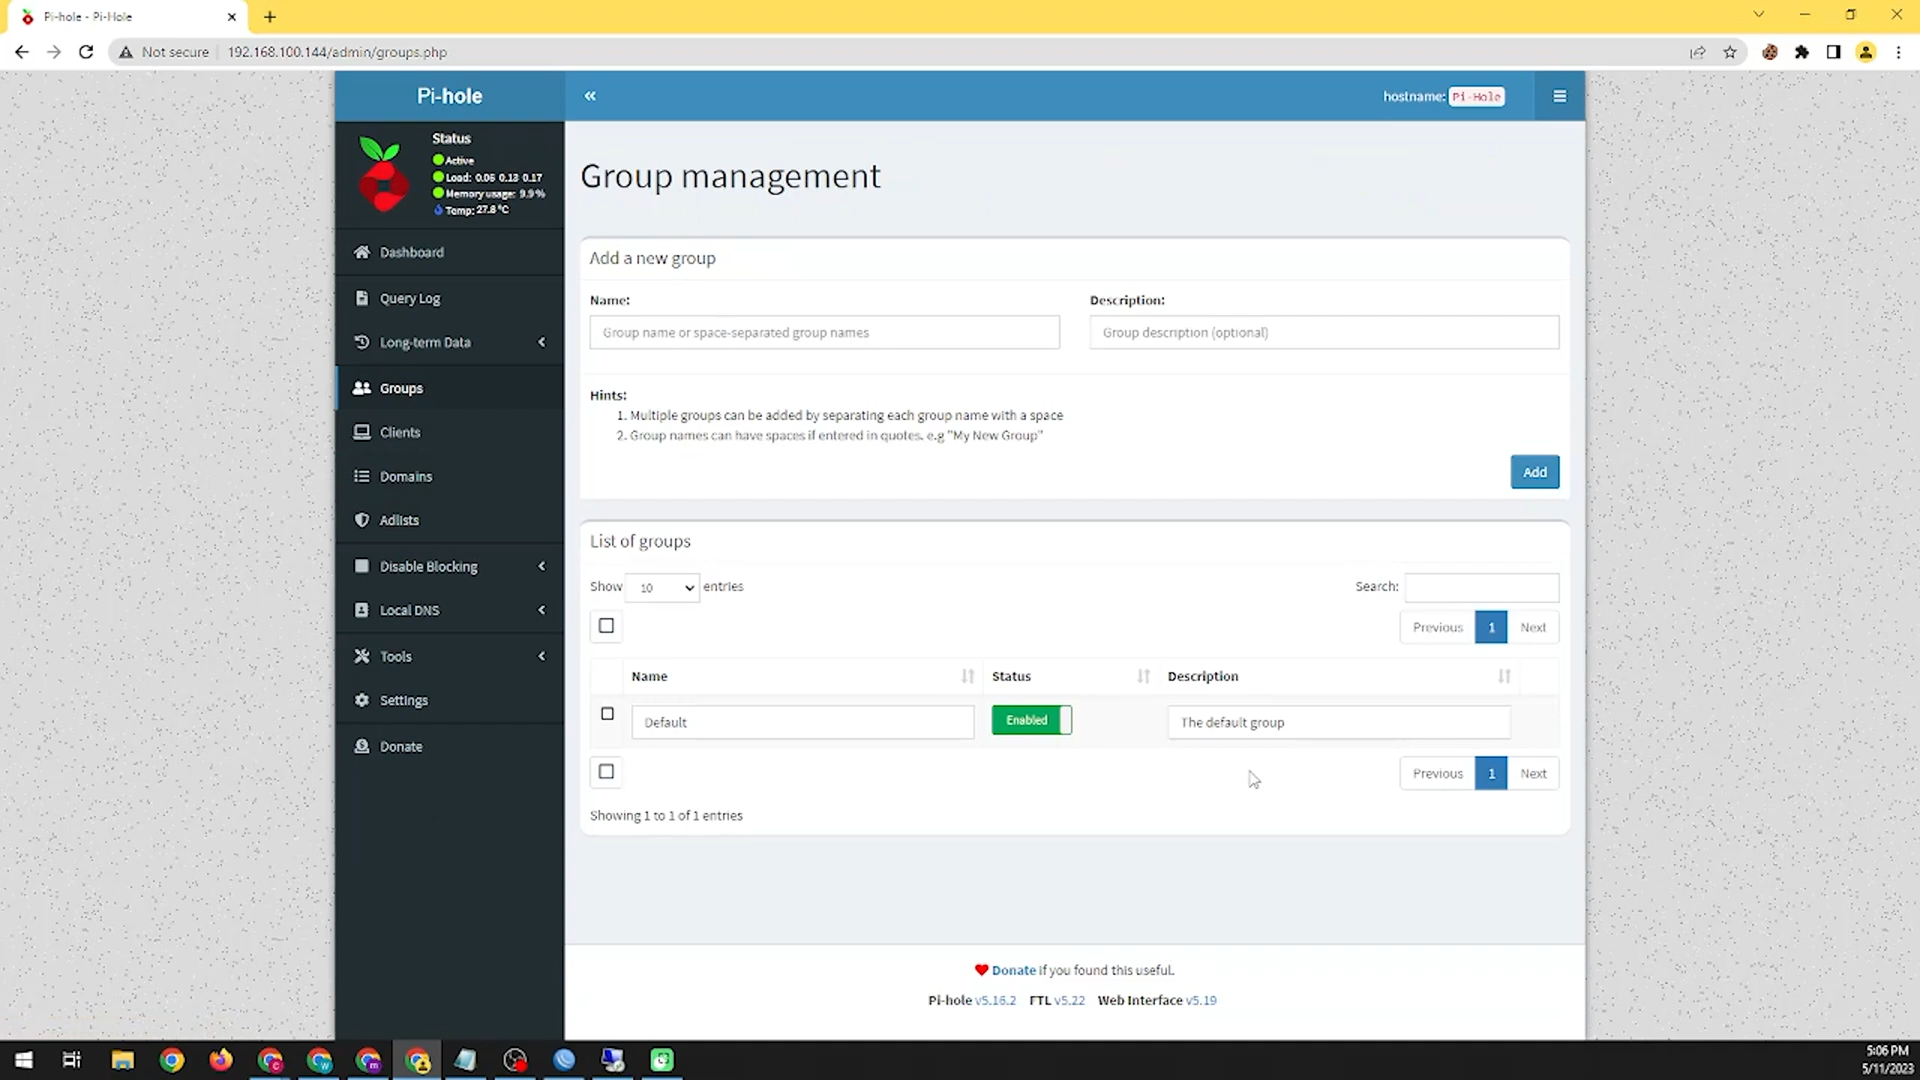 Pi-hole - Pi-Hole
Not secure
192.168.100.144/admin/groups.php
Pi-hole
hostname: Pi-Hole
Status
Active
Load: 0.06 0.13 0.17
Memory usage: 9.9 %
Temp: 27.8 °C
Dashboard
Query Log
Long-term Data
Groups
Clients
Domains
Adlists
Disable Blocking
Local DNS
Tools
Settings
Donate
Group management
Add a new group
Name:
Description:
Group name or space-separated group names
Group description (optional)
Hints:
1. Multiple groups can be added by separating each group name with a space
2. Group names can have spaces if entered in quotes. e.g "My New Group"
Add
List of groups
Show 10 entries
Search:
Previous 1 Next
Name Status Description
Default Enabled The default group
Previous 1 Next
Showing 1 to 1 of 1 entries
Donate if you found this useful.
Pi-hole v5.16.2 FTL v5.22 Web Interface v5.19
5:06 PM
5/11/2023